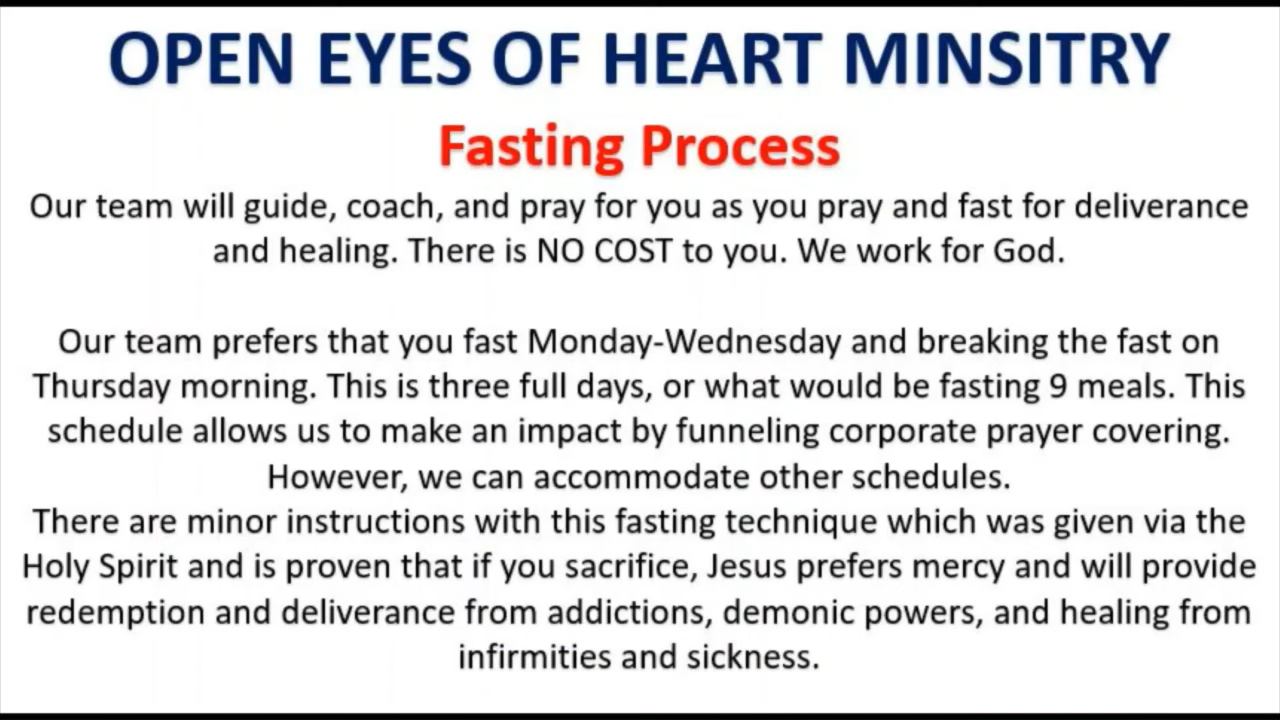 OPEN EYES OF HEART MINSITRY
Fasting Process
Our team will guide, coach, and pray for you as you pray and fast for deliverance
and healing. There is NO COST to you. We work for God.
Our team prefers that you fast Monday-Wednesday and breaking the fast on
Thursday morning. This is three full days, or what would be fasting 9 meals. This
schedule allows us to make an impact by funneling corporate prayer covering.
However, we can accommodate other schedules.
There are minor instructions with this fasting technique which was given via the
Holy Spirit and is proven that if you sacrifice, Jesus prefers mercy and will provide
redemption and deliverance from addictions, demonic powers, and healing from
infirmities and sickness.